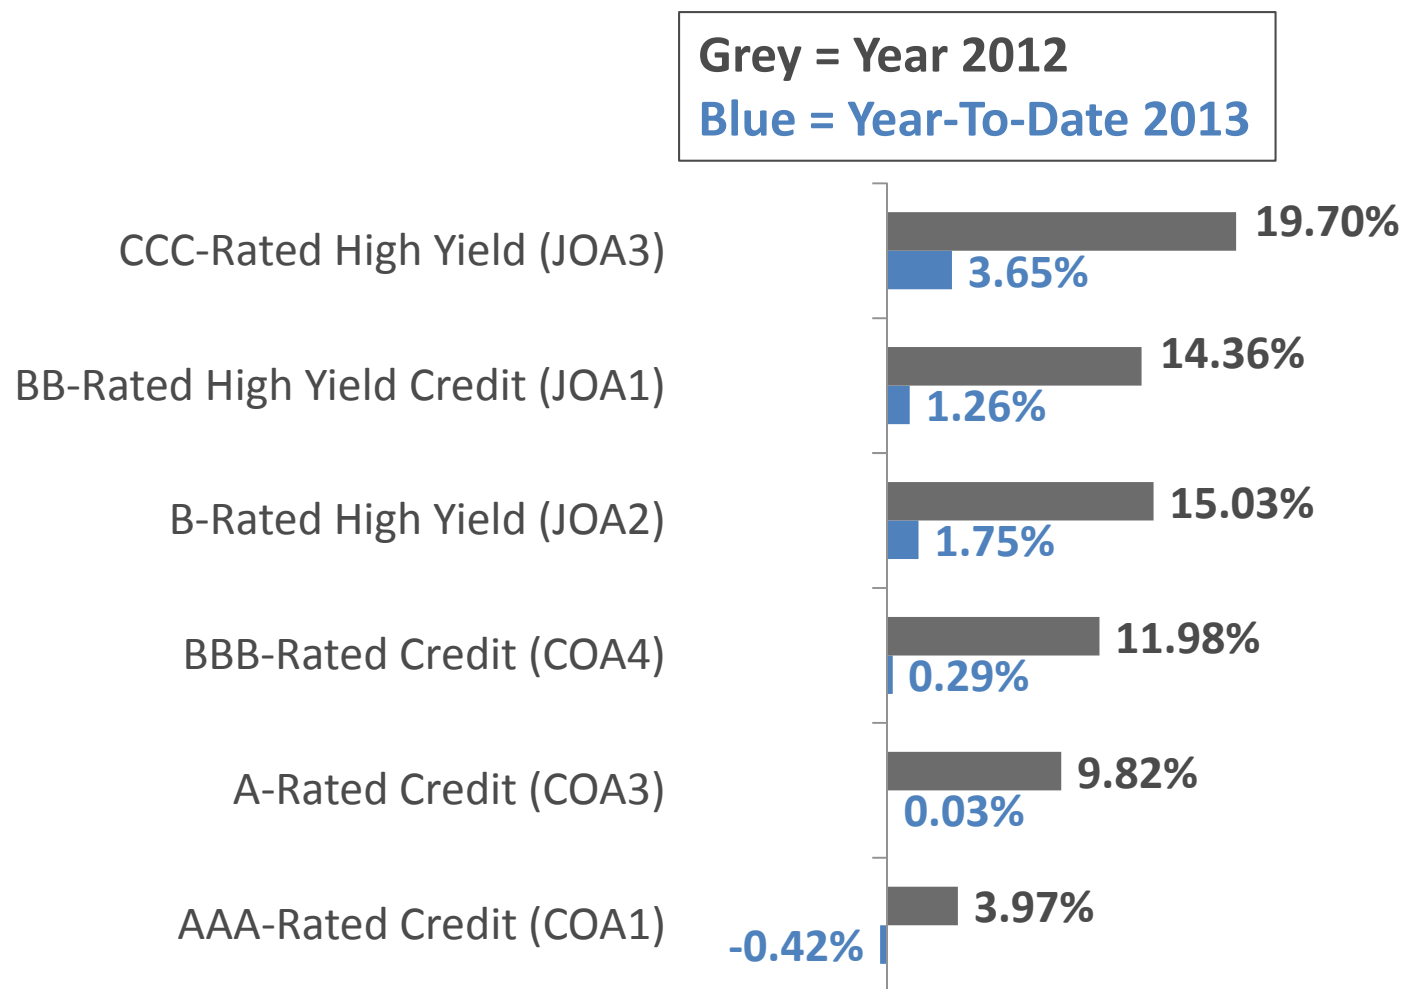 Grey = Year 2012
Blue = Year-To-Date 2013
CCC-Rated High Yield (JOA3)
19.70%
3.65%
BB-Rated High Yield Credit (JOA1)
14.36%
1.26%
B-Rated High Yield (JOA2)
15.03%
1.75%
BBB-Rated Credit (COA4)
11.98%
0.29%
A-Rated Credit (COA3)
9.82%
0.03%
AAA-Rated Credit (COA1)
3.97%
-0.42%